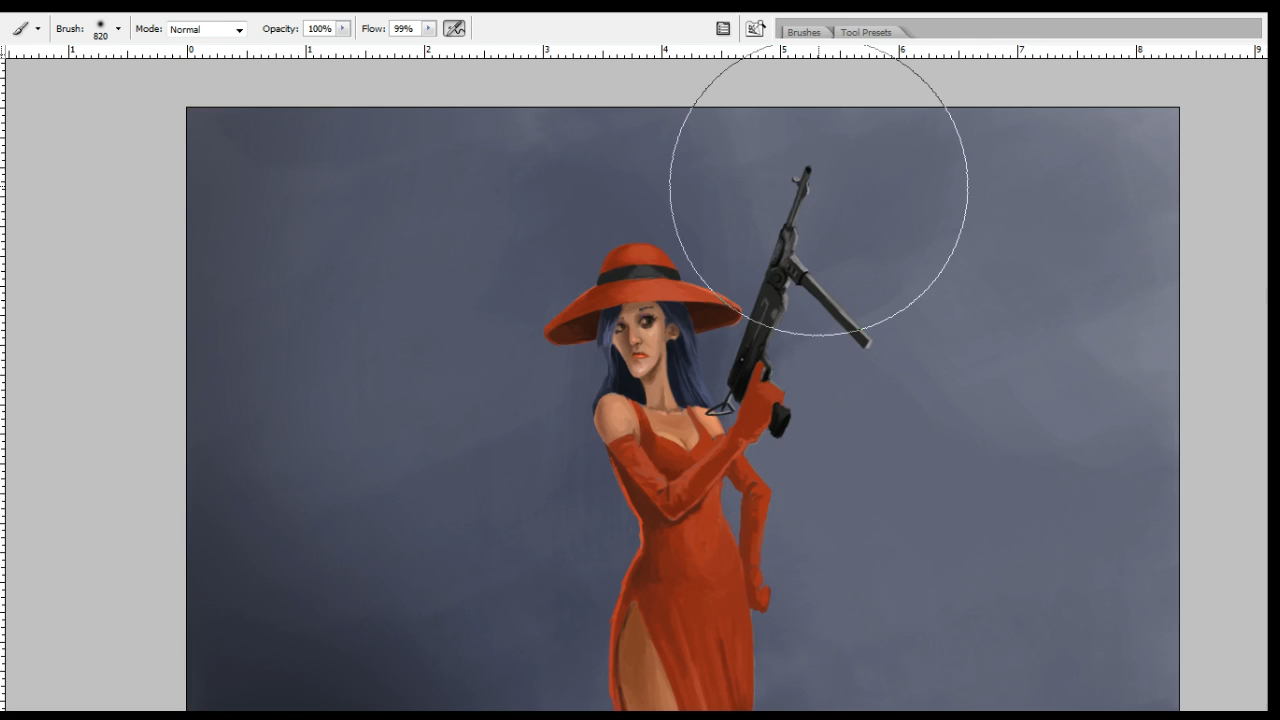 Brush: 820 Mode: Normal Opacity: 100% Flow: 99% Brushes Tool Presets
1 0 1 2 3 4 5 6 7 8 9